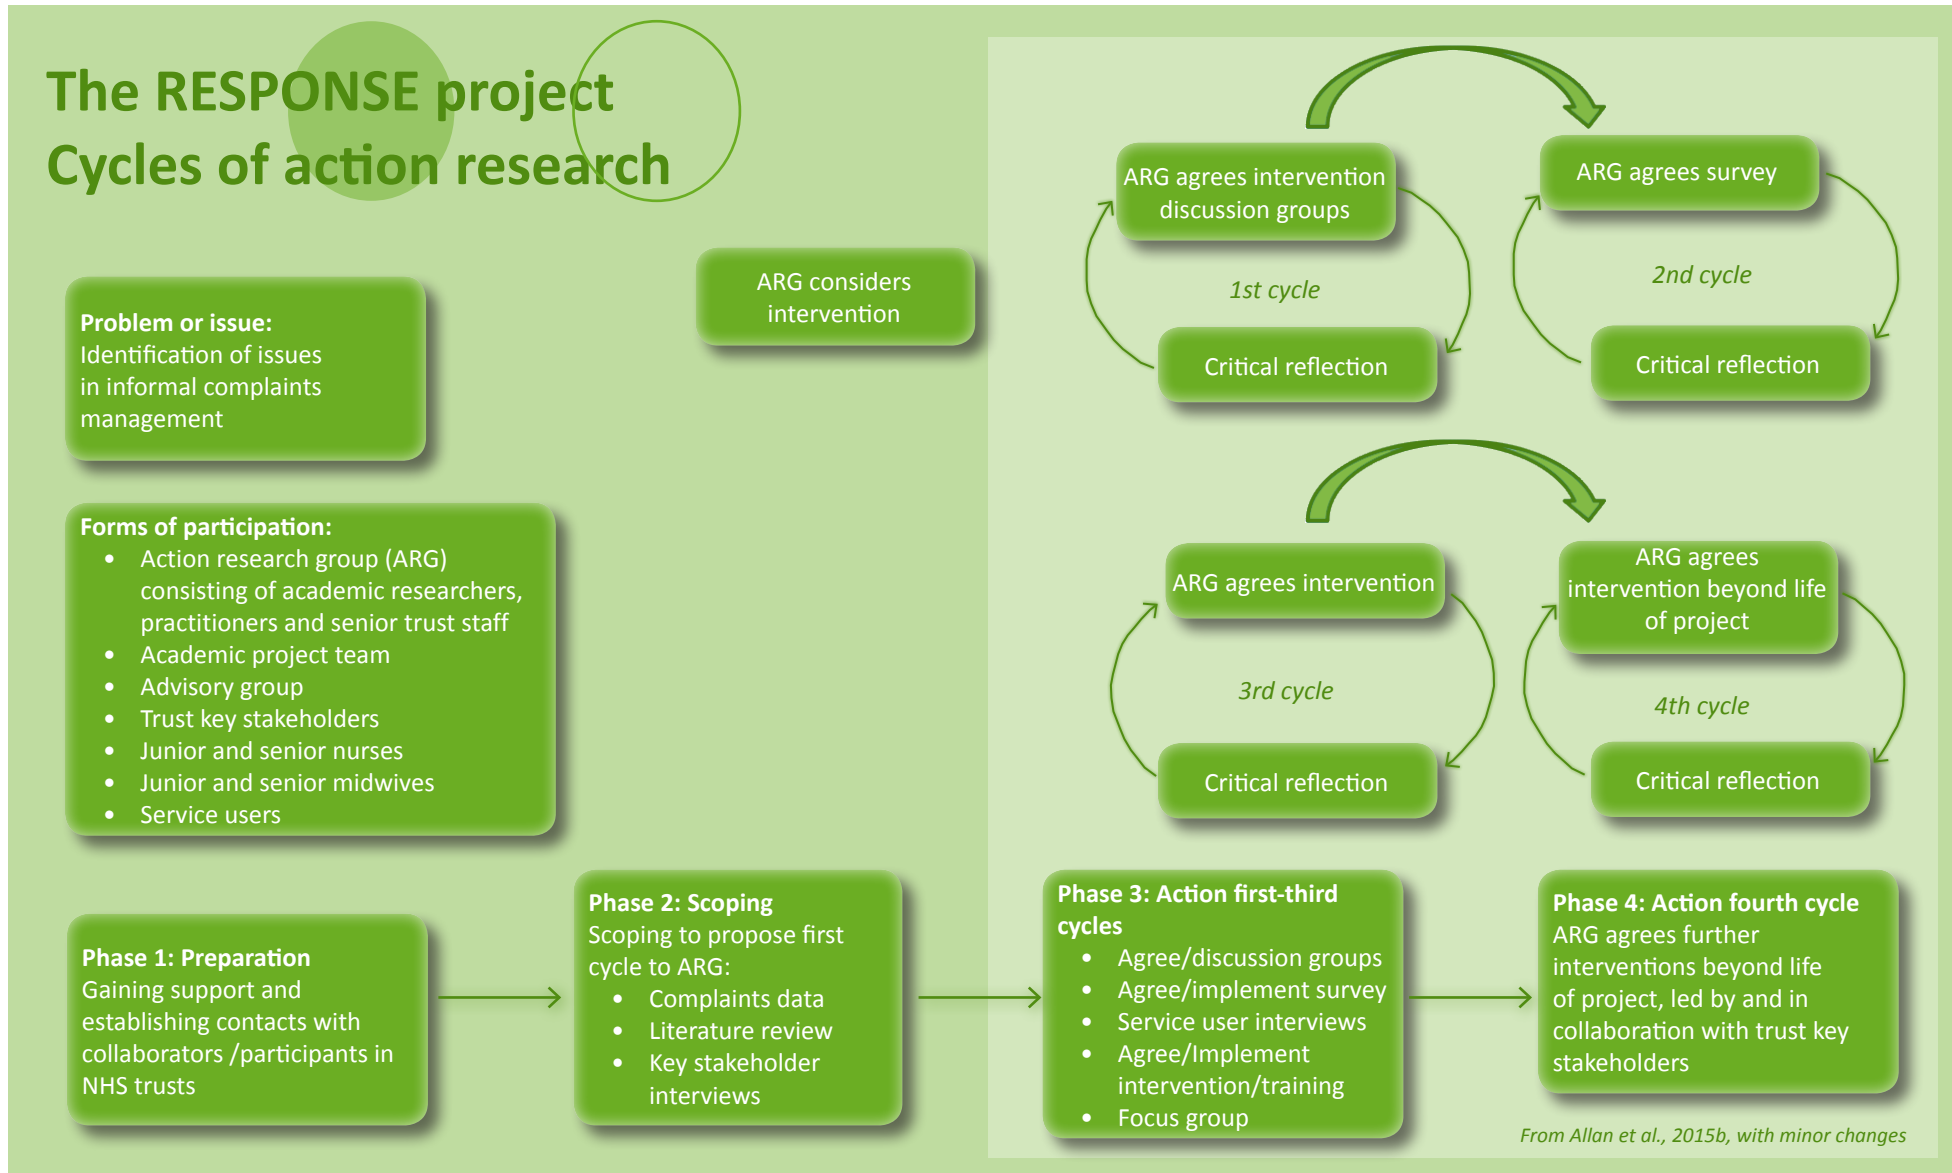 The RESPONSE project
Cycles of action research
Problem or issue:
Identification of issues
in informal complaints
management
Forms of participation:
• Action research group (ARG)
consisting of academic researchers,
practitioners and senior trust staff
• Academic project team
• Advisory group
• Trust key stakeholders
• Junior and senior nurses
• Junior and senior midwives
• Service users
ARG considers
intervention
ARG agrees intervention
discussion groups
1st cycle
Critical reflection
ARG agrees survey
2nd cycle
Critical reflection
ARG agrees intervention
3rd cycle
Critical reflection
ARG agrees
intervention beyond life
of project
4th cycle
Critical reflection
Phase 1: Preparation
Gaining support and
establishing contacts with
collaborators /participants in
NHS trusts
Phase 2: Scoping
Scoping to propose first
cycle to ARG:
• Complaints data
• Literature review
• Key stakeholder
interviews
Phase 3: Action first-third
cycles
• Agree/discussion groups
• Agree/implement survey
• Service user interviews
• Agree/Implement
intervention/training
• Focus group
Phase 4: Action fourth cycle
ARG agrees further
interventions beyond life
of project, led by and in
collaboration with trust key
stakeholders
From Allan et al., 2015b, with minor changes